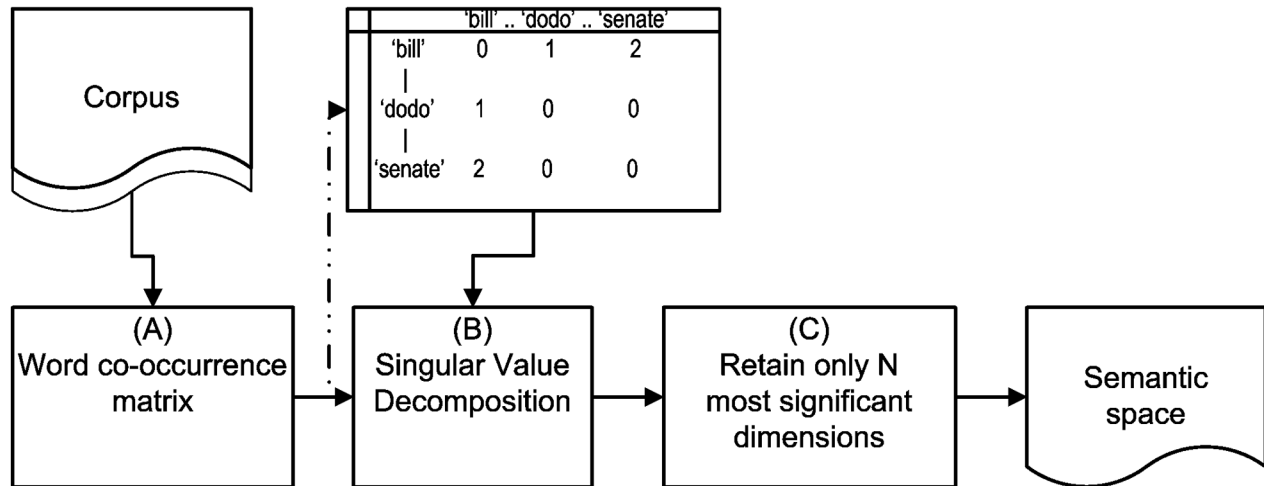 Corpus
'bill' .. 'dodo' .. 'senate'
'bill' 0 1 2
|
'dodo' 1 0 0
|
'senate' 2 0 0
(A)
Word co-occurrence
matrix
(B)
Singular Value
Decomposition
(C)
Retain only N
most significant
dimensions
Semantic
space